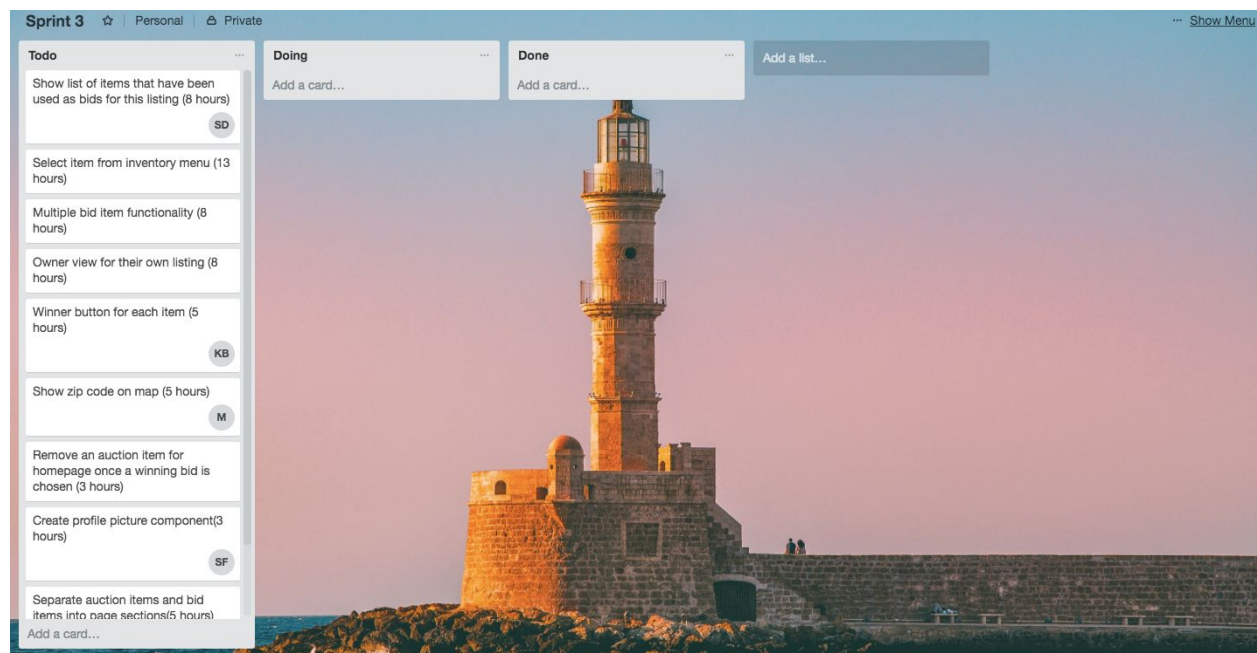 Sprint 3 Personal Private ... Show Menu
Todo ...
Show list of items that have been
used as bids for this listing (8 hours)
SD
Select item from inventory menu (13
hours)
Multiple bid item functionality (8
hours)
Owner view for their own listing (8
hours)
Winner button for each item (5
hours)
KB
Show zip code on map (5 hours)
M
Remove an auction item for
homepage once a winning bid is
chosen (3 hours)
Create profile picture component(3
hours)
SF
Separate auction items and bid
items into page sections(5 hours)
Add a card...
Doing ...
Add a card...
Done ...
Add a card...
Add a list...